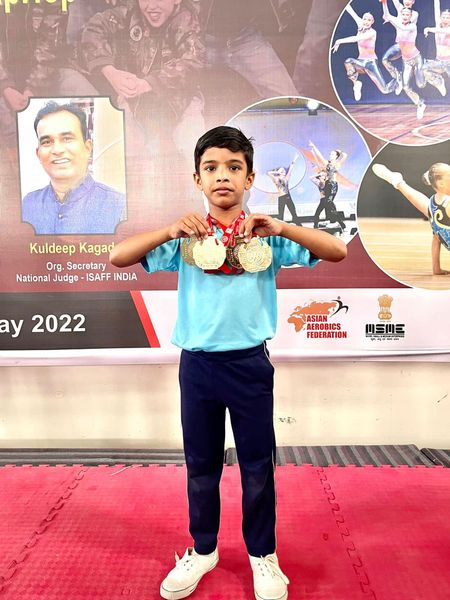 Kuldeep Kagad
Org. Secretary
National Judge - ISAFF INDIA
ay 2022
ASIAN
AEROBICS
FEDERATION
MSME